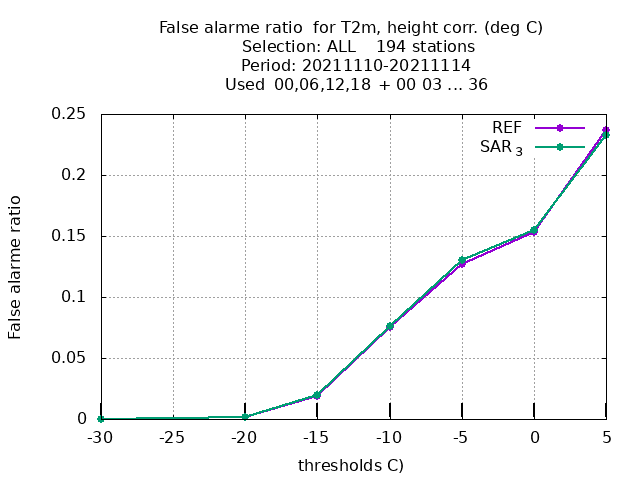 False alarme ratio  for T2m, height corr. (deg C)
Selection: ALL    194 stations
Period: 20211110-20211114
Used  00,06,12,18  + 00 03 ... 36
0.25
REF
SAR 3
0.2
0.15
0.1
0.05
0
False alarme ratio
-30 -25 -20 -15 -10 -5 0 5
thresholds C)